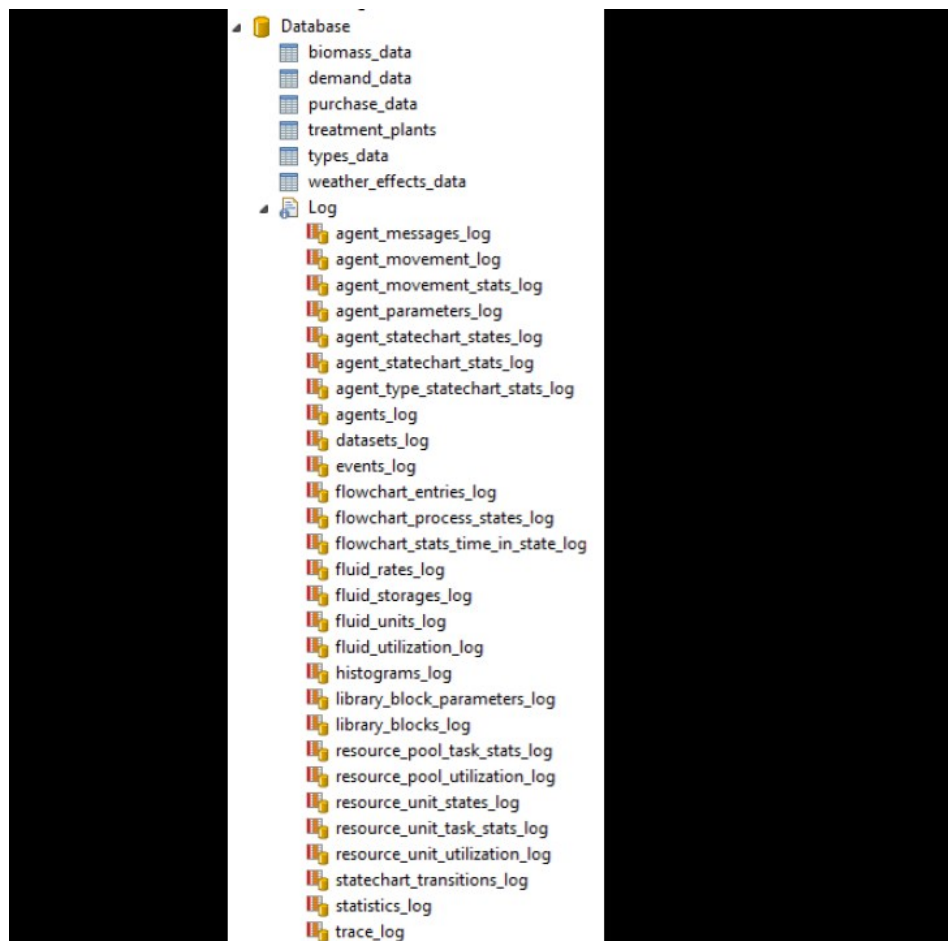 Database
biomass_data
demand_data
purchase_data
treatment_plants
types_data
weather_effects_data
Log
agent_messages_log
agent_movement_log
agent_movement_stats_log
agent_parameters_log
agent_statechart_states_log
agent_statechart_stats_log
agent_type_statechart_stats_log
agents_log
datasets_log
events_log
flowchart_entries_log
flowchart_process_states_log
flowchart_stats_time_in_state_log
fluid_rates_log
fluid_storages_log
fluid_units_log
fluid_utilization_log
histograms_log
library_block_parameters_log
library_blocks_log
resource_pool_task_stats_log
resource_pool_utilization_log
resource_unit_states_log
resource_unit_task_stats_log
resource_unit_utilization_log
statechart_transitions_log
statistics_log
trace_log